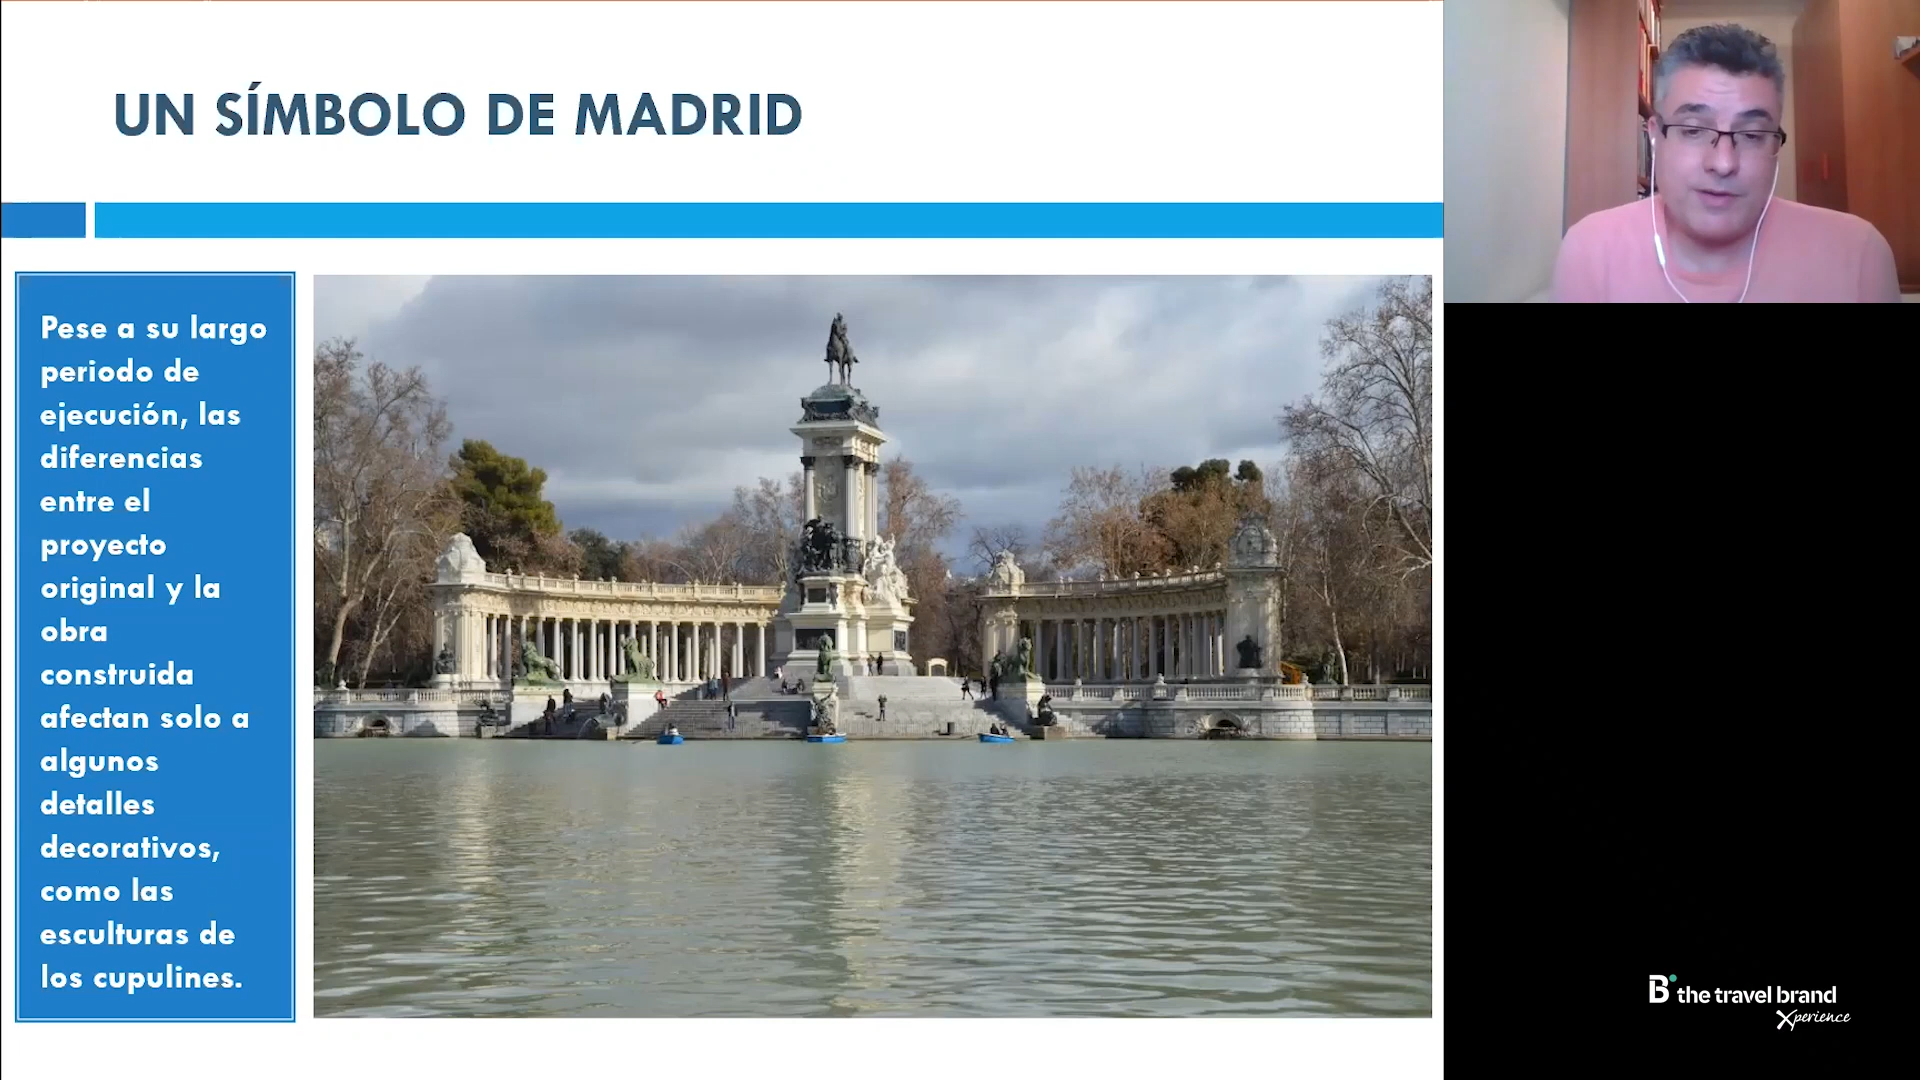 UN SÍMBOLO DE MADRID
Pese a su largo
periodo de
ejecución, las
diferencias
entre el
proyecto
original y la
obra
construida
afectan solo a
algunos
detalles
decorativos,
como las
esculturas de
los cupulines.
B the travel brand
Xperience